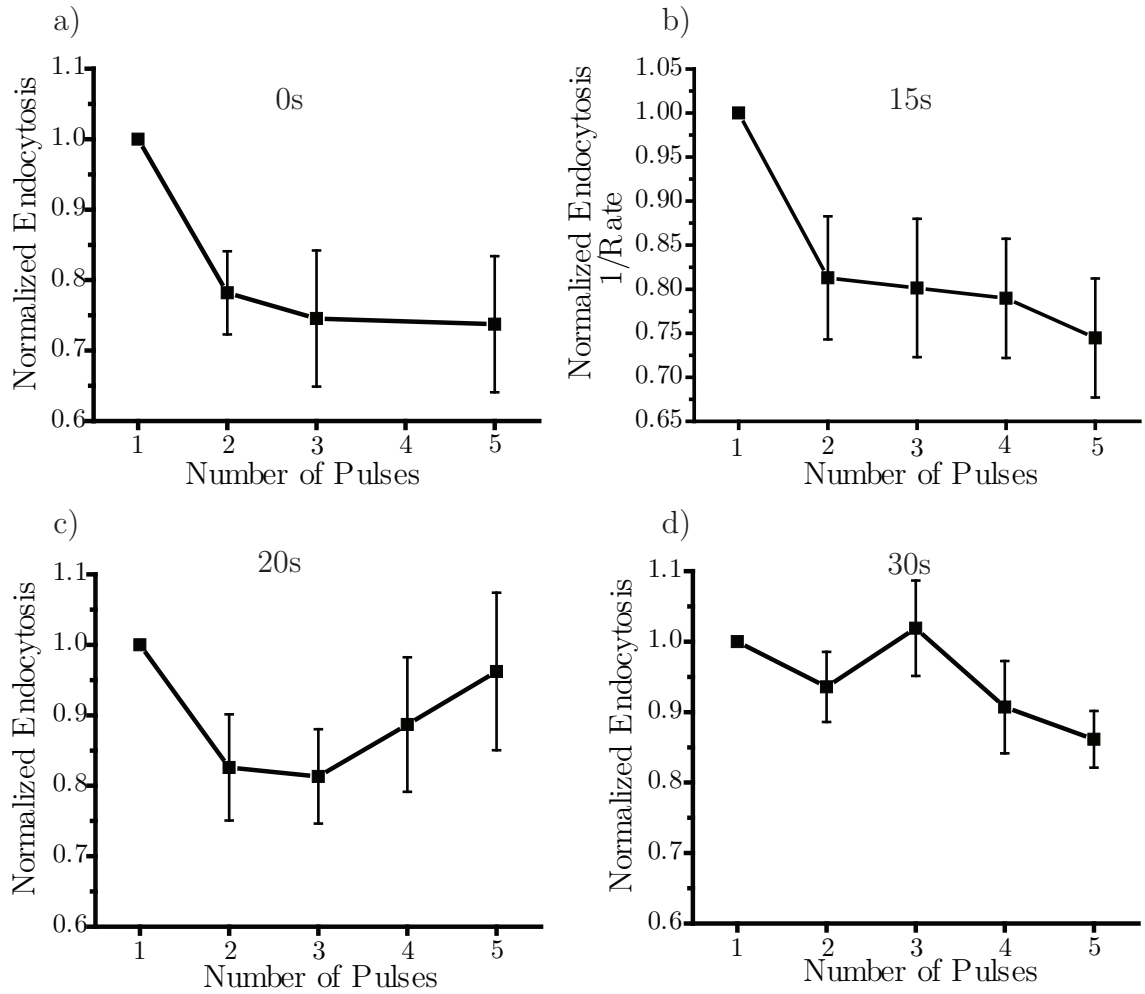 a)
Normalized Endocytosis
0s
1.1
1.0
0.9
0.8
0.7
0.6
1 2 3 4 5
Number of Pulses
b)
Normalized Endocytosis
1/Rate
15s
1.05
1.00
0.95
0.90
0.85
0.80
0.75
0.70
0.65
1 2 3 4 5
Number of Pulses
c)
Normalized Endocytosis
20s
1.1
1.0
0.9
0.8
0.7
0.6
1 2 3 4 5
Number of Pulses
d)
Normalized Endocytosis
30s
1.1
1.0
0.9
0.8
0.7
0.6
1 2 3 4 5
Number of Pulses